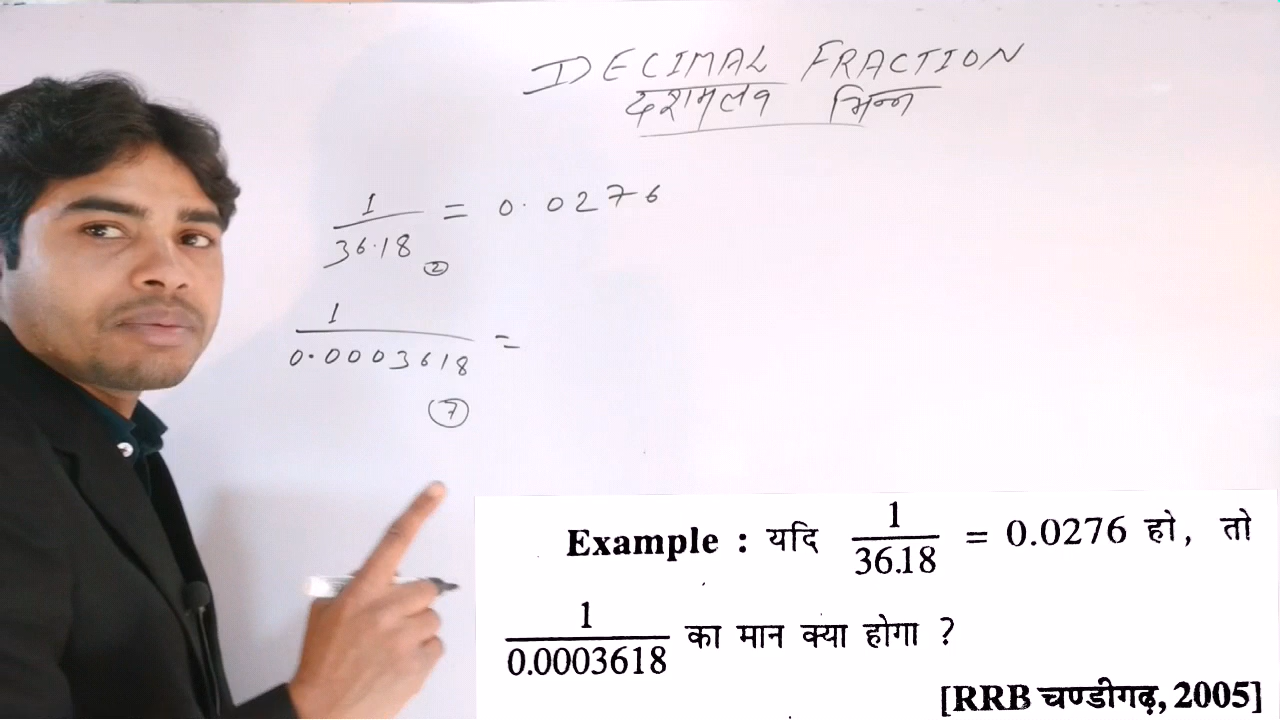 DECIMAL FRACTION
दशमलव भिन्न
1/36.18 = 0.0276
2
1/0.0003618 =
7
Example : यदि 1/36.18 = 0.0276 हो, तो
1/0.0003618 का मान क्या होगा ?
[RRB चण्डीगढ़, 2005]